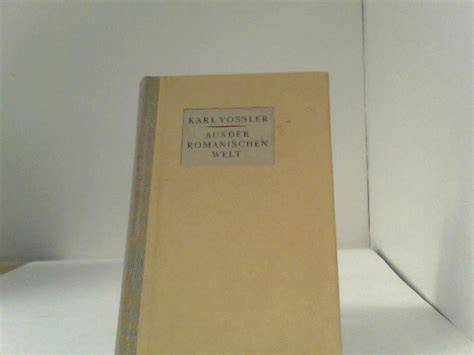 KARL VOSSLER
AUS DER
ROMANISCHEN
WELT